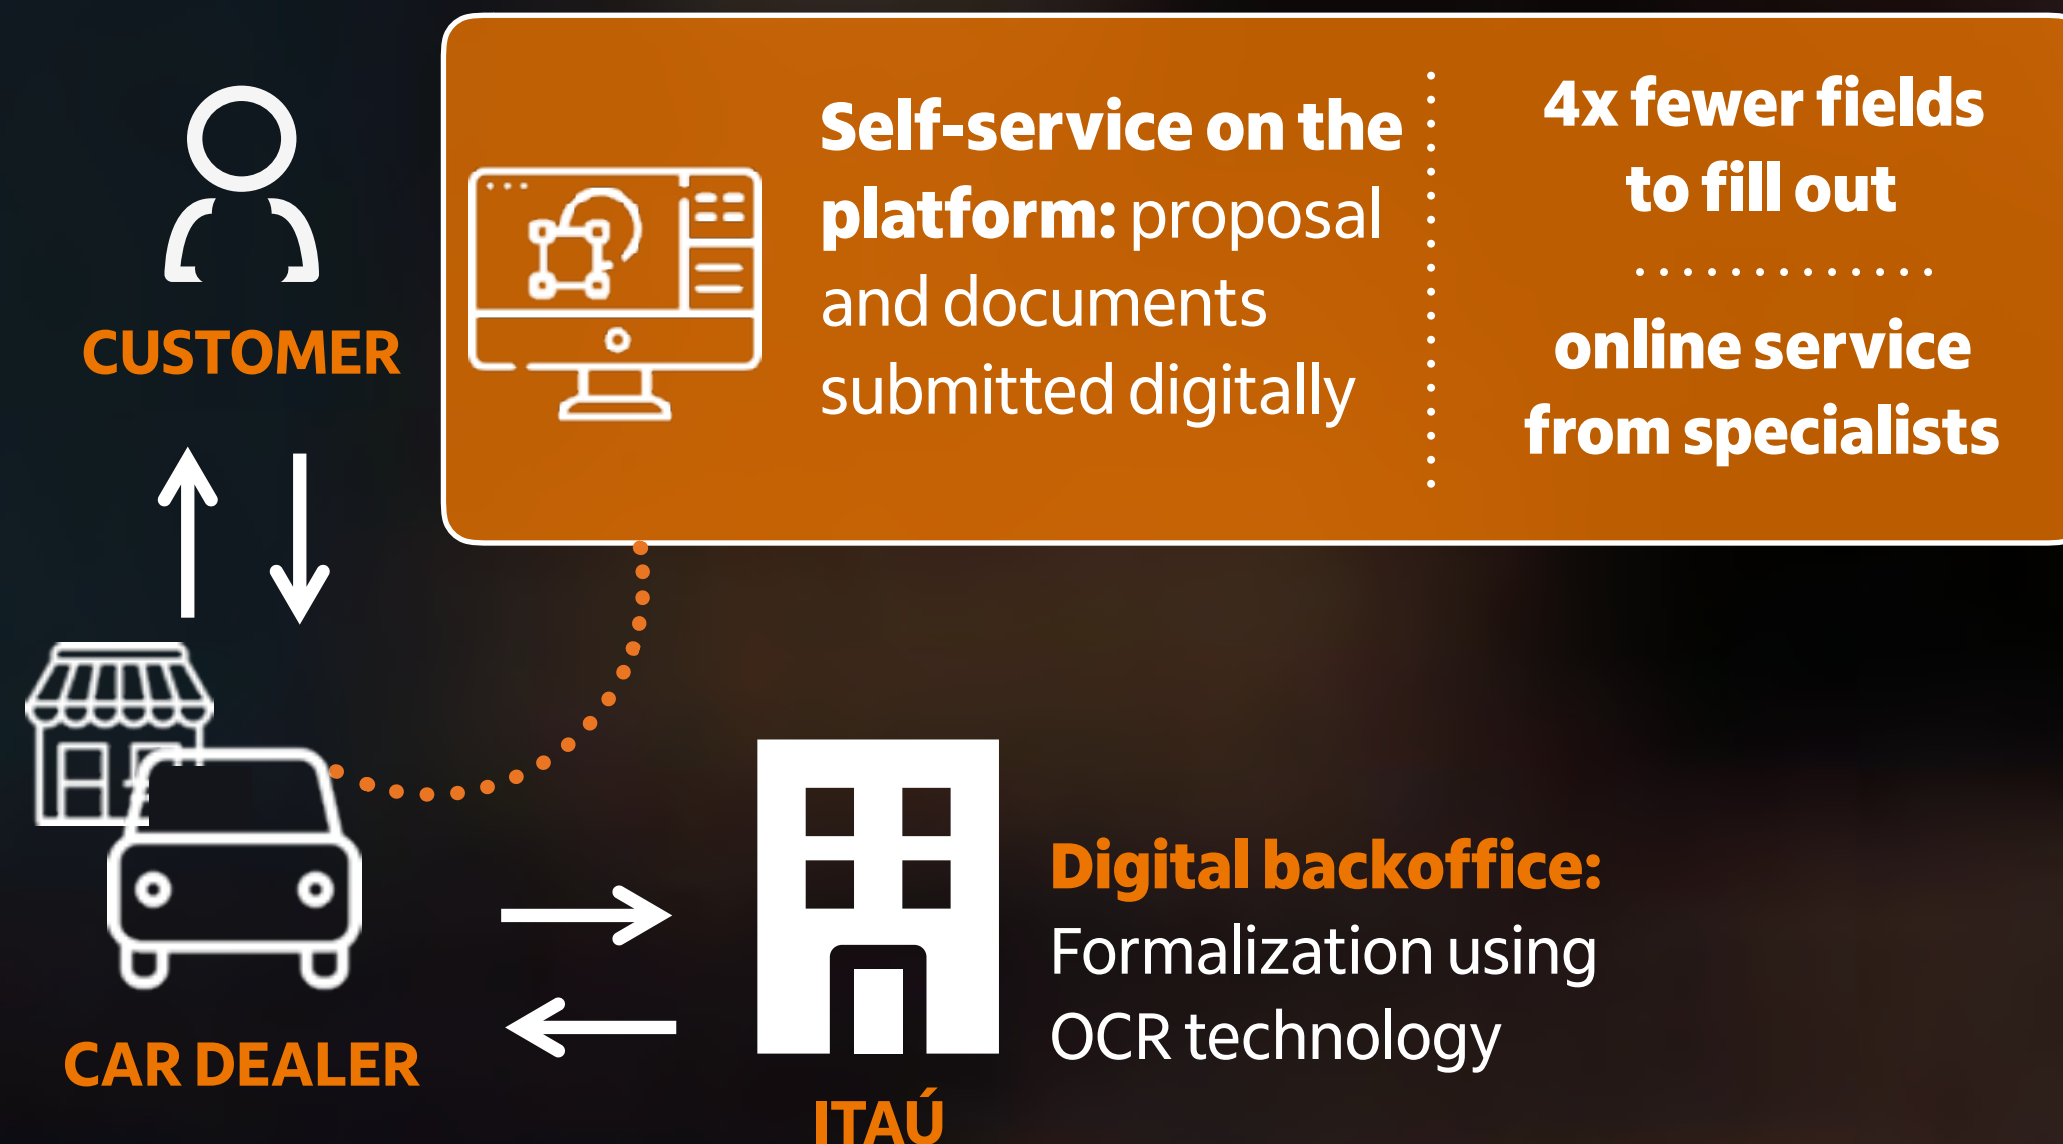 CUSTOMER
Self-service on the
platform: proposal
and documents
submitted digitally
4x fewer fields
to fill out
online service
from specialists
CAR DEALER
ITAÚ
Digital backoffice:
Formalization using
OCR technology